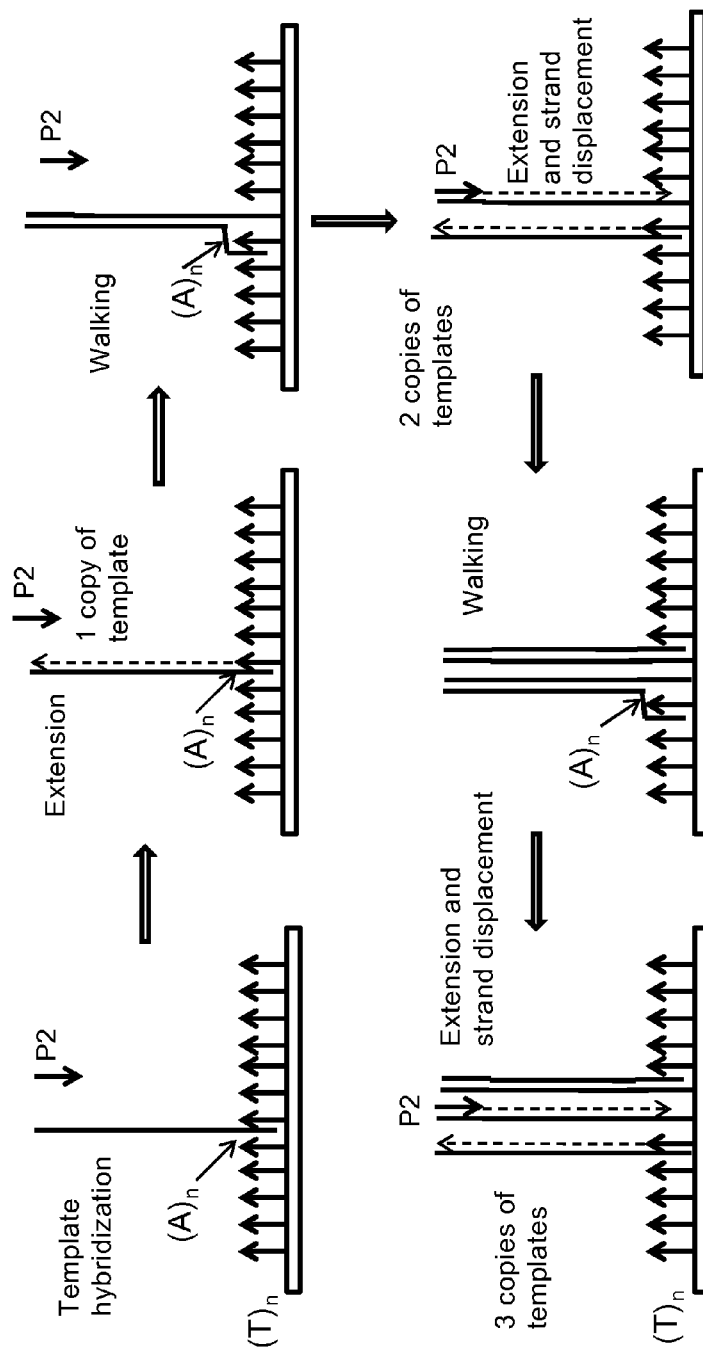 Template
hybridization
P2
(A)n
(T)n
Extension
P2
1 copy of
template
(A)n
Walking
P2
(A)n
2 copies of
templates
P2
Extension
and strand
displacement
Walking
(A)n
Extension and
strand displacement
P2
3 copies of
templates